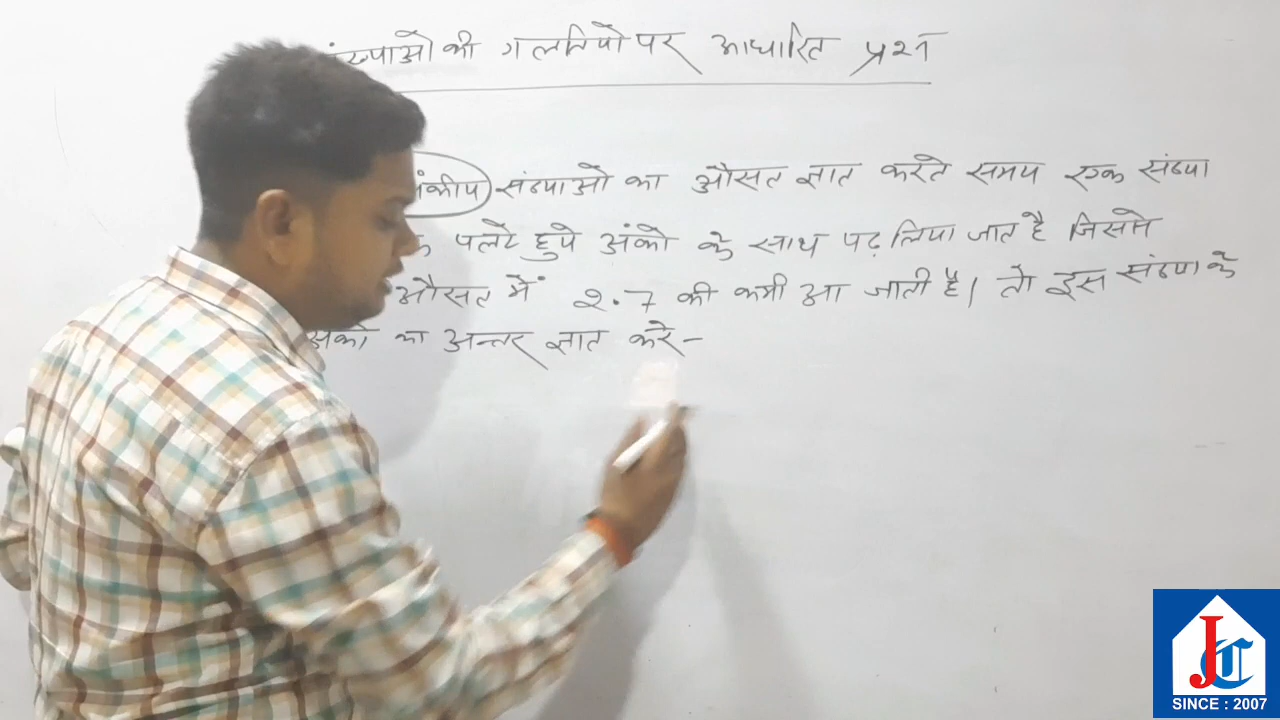 संख्याओ की गलतियो पर आधारित प्रश्न
अंकीय संख्याओ का औसत ज्ञात करते समय एक संख्या
पलटे हुये अंको के साथ पढ़ लिया जात है जिससे
औसत में 2.7 की कमी आ जाती है। तो इस संख्या के
अंको का अन्तर ज्ञात करे-
JC
SINCE : 2007